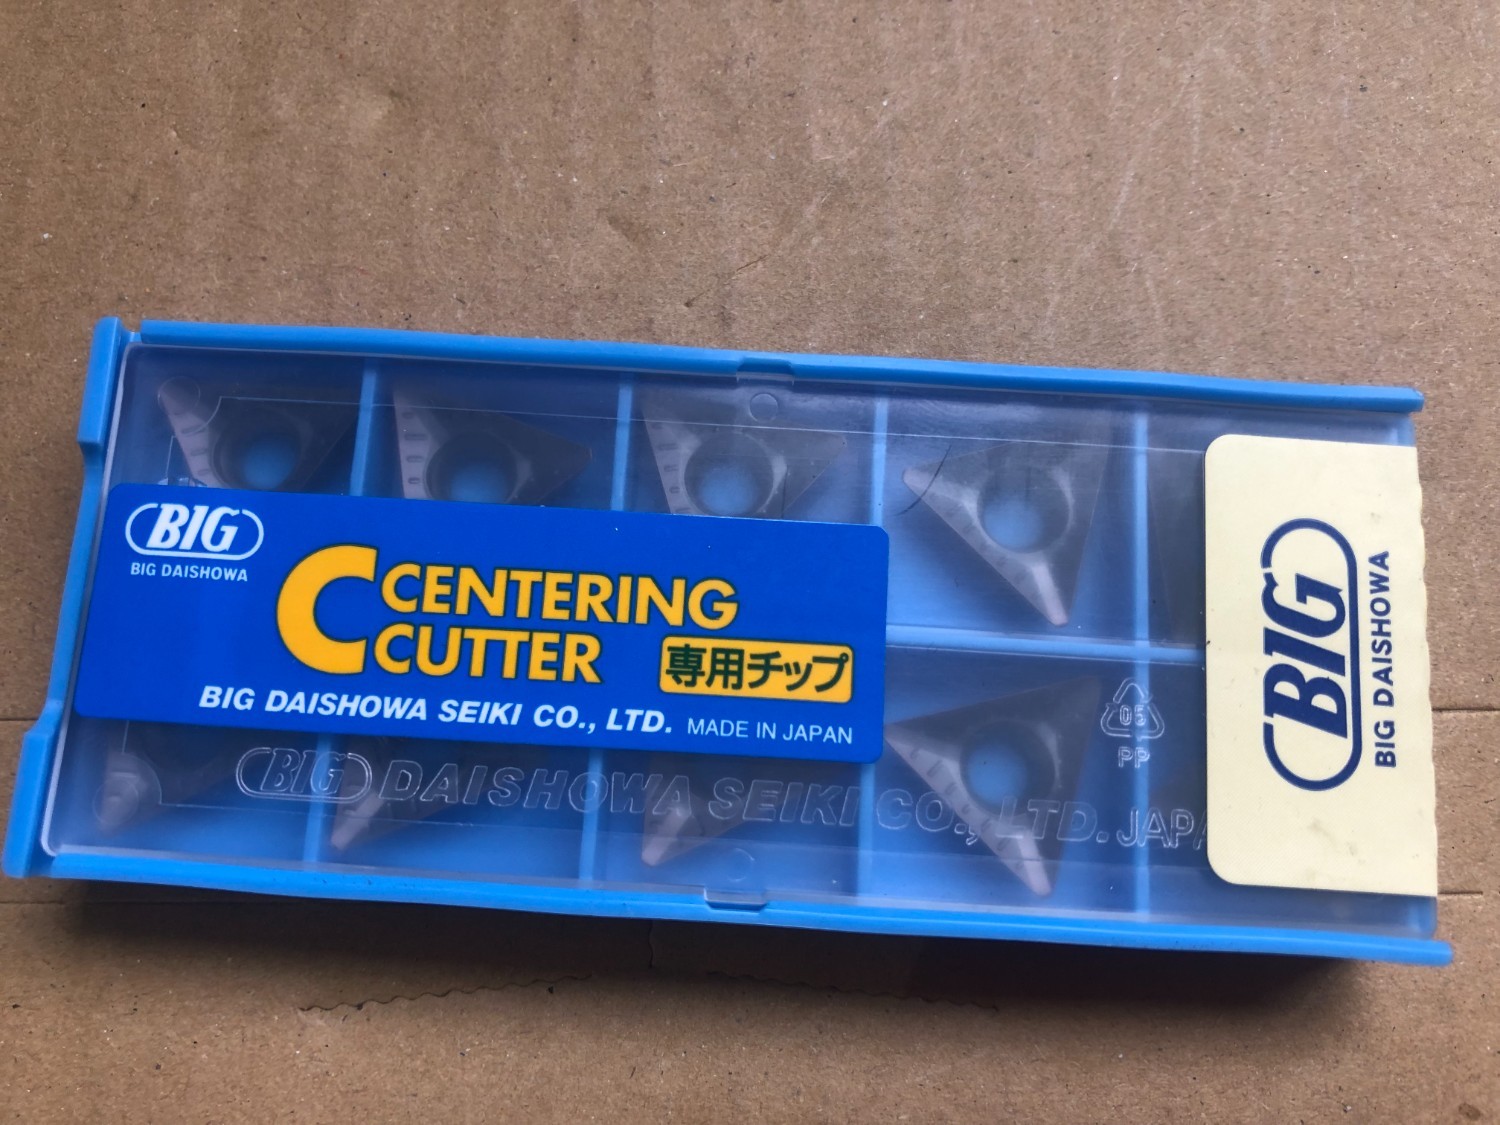 BIG
BIG DAISHOWA
C CENTERING
CUTTER
専用チップ
BIG DAISHOWA SEIKI CO., LTD. MADE IN JAPAN
BIG DAISHOWA SEIKI CO., LTD. JAPA
05
PP
BIG
BIG DAISHOWA